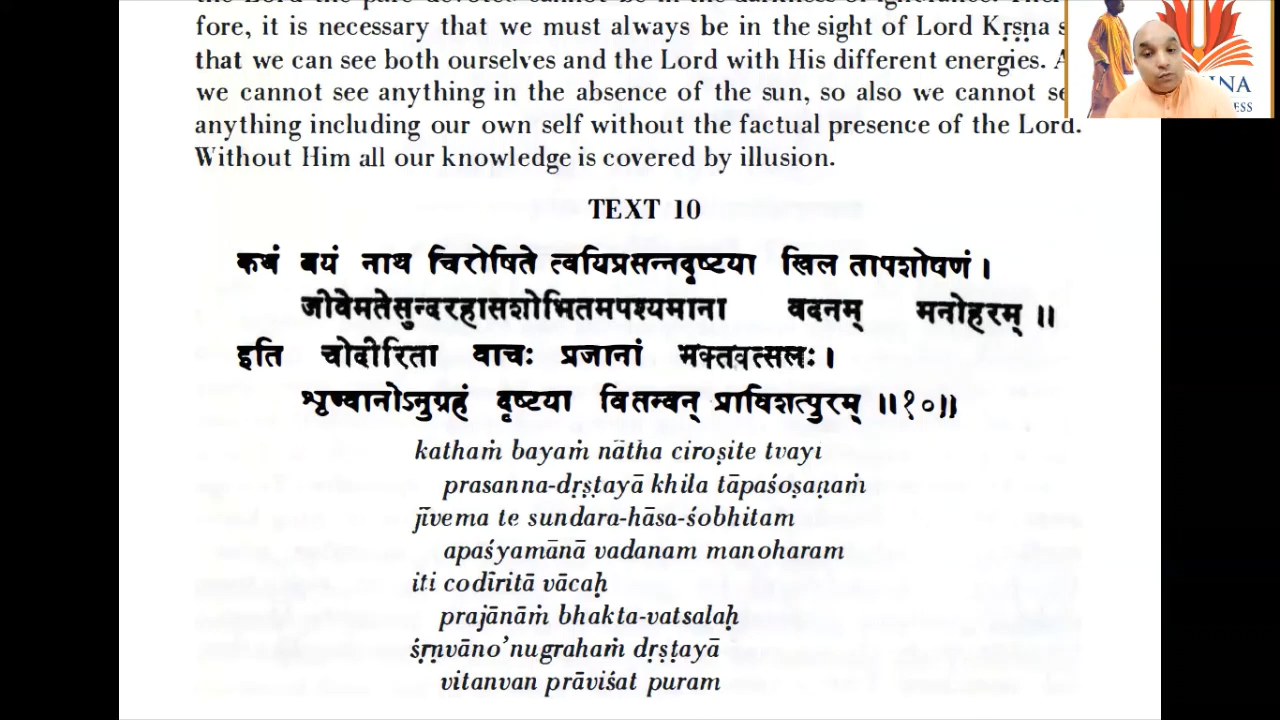 fore, it is necessary that we must always be in the sight of Lord Kṛṣṇa s
that we can see both ourselves and the Lord with His different energies. A
we cannot see anything in the absence of the sun, so also we cannot se
anything including our own self without the factual presence of the Lord.
Without Him all our knowledge is covered by illusion.
TEXT 10
कथं बयं नाथ चिरोषिते त्वयिप्रसन्नदृष्टया खिल तापशोषणं।
जीवेमतेसुन्दरहासशोभितमपश्यमाना वदनम् मनोहरम्॥
इति चोदीरिता वाचः प्रजानां भक्तवत्सलः।
शृण्वानोऽनुग्रहं दृष्टया वितन्वन् प्राविशत्पुरम्॥१०॥
kathaṁ bayaṁ nātha ciroṣite tvayi
prasanna-dṛṣṭayā khila tāpaśoṣaṇaṁ
jīvema te sundara-hāsa-śobhitam
apaśyamānā vadanam manoharam
iti codīritā vācaḥ
prajānāṁ bhakta-vatsalaḥ
śṛṇvāno'nugrahaṁ dṛṣṭayā
vitanvan prāviśat puram